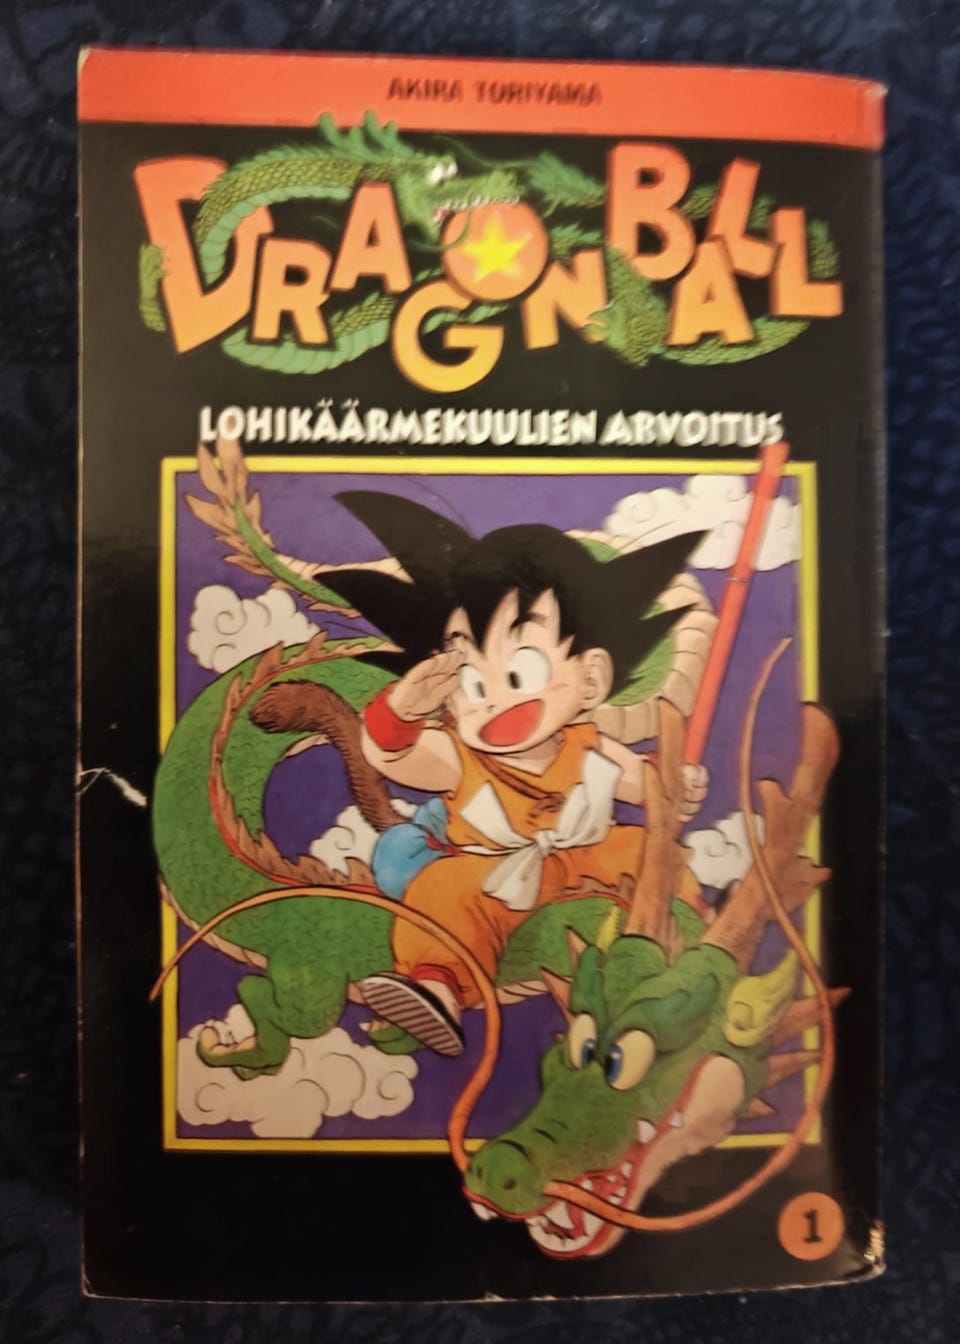 AKIRA TORIYAMA
DRAGON BALL
LOHIKÄÄRMEKUULIEN ARVOITUS
1